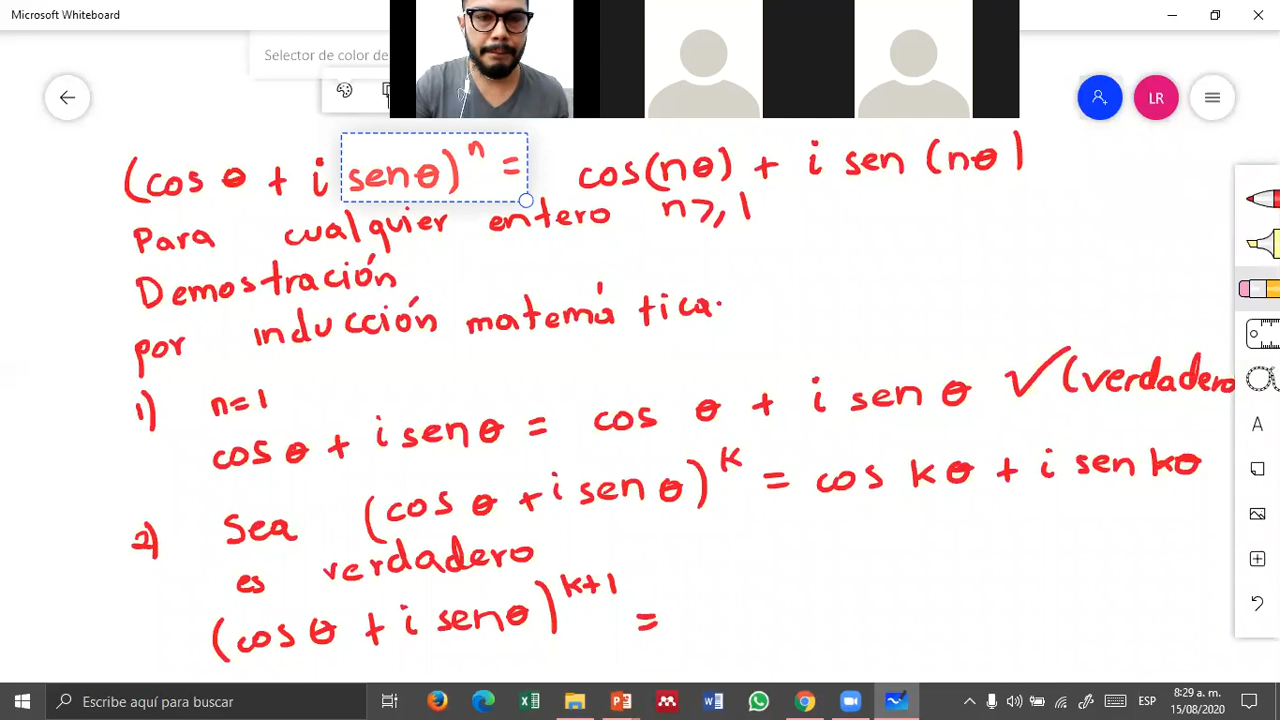 Microsoft Whiteboard
Selector de color de
LR
(cos θ + i senθ)^n = cos(nθ) + i sen (nθ)
Para cualquier entero n ≥ 1
Demostración
por inducción matemática.
1) n=1
cos θ + i sen θ = cos θ + i sen θ ✓ (verdadero
2) Sea (cos θ + i sen θ)^k = cos kθ + i sen kθ
es verdadero
(cos θ + i senθ)^k+1 =
A
Escribe aquí para buscar
ESP
8:29 a. m.
15/08/2020